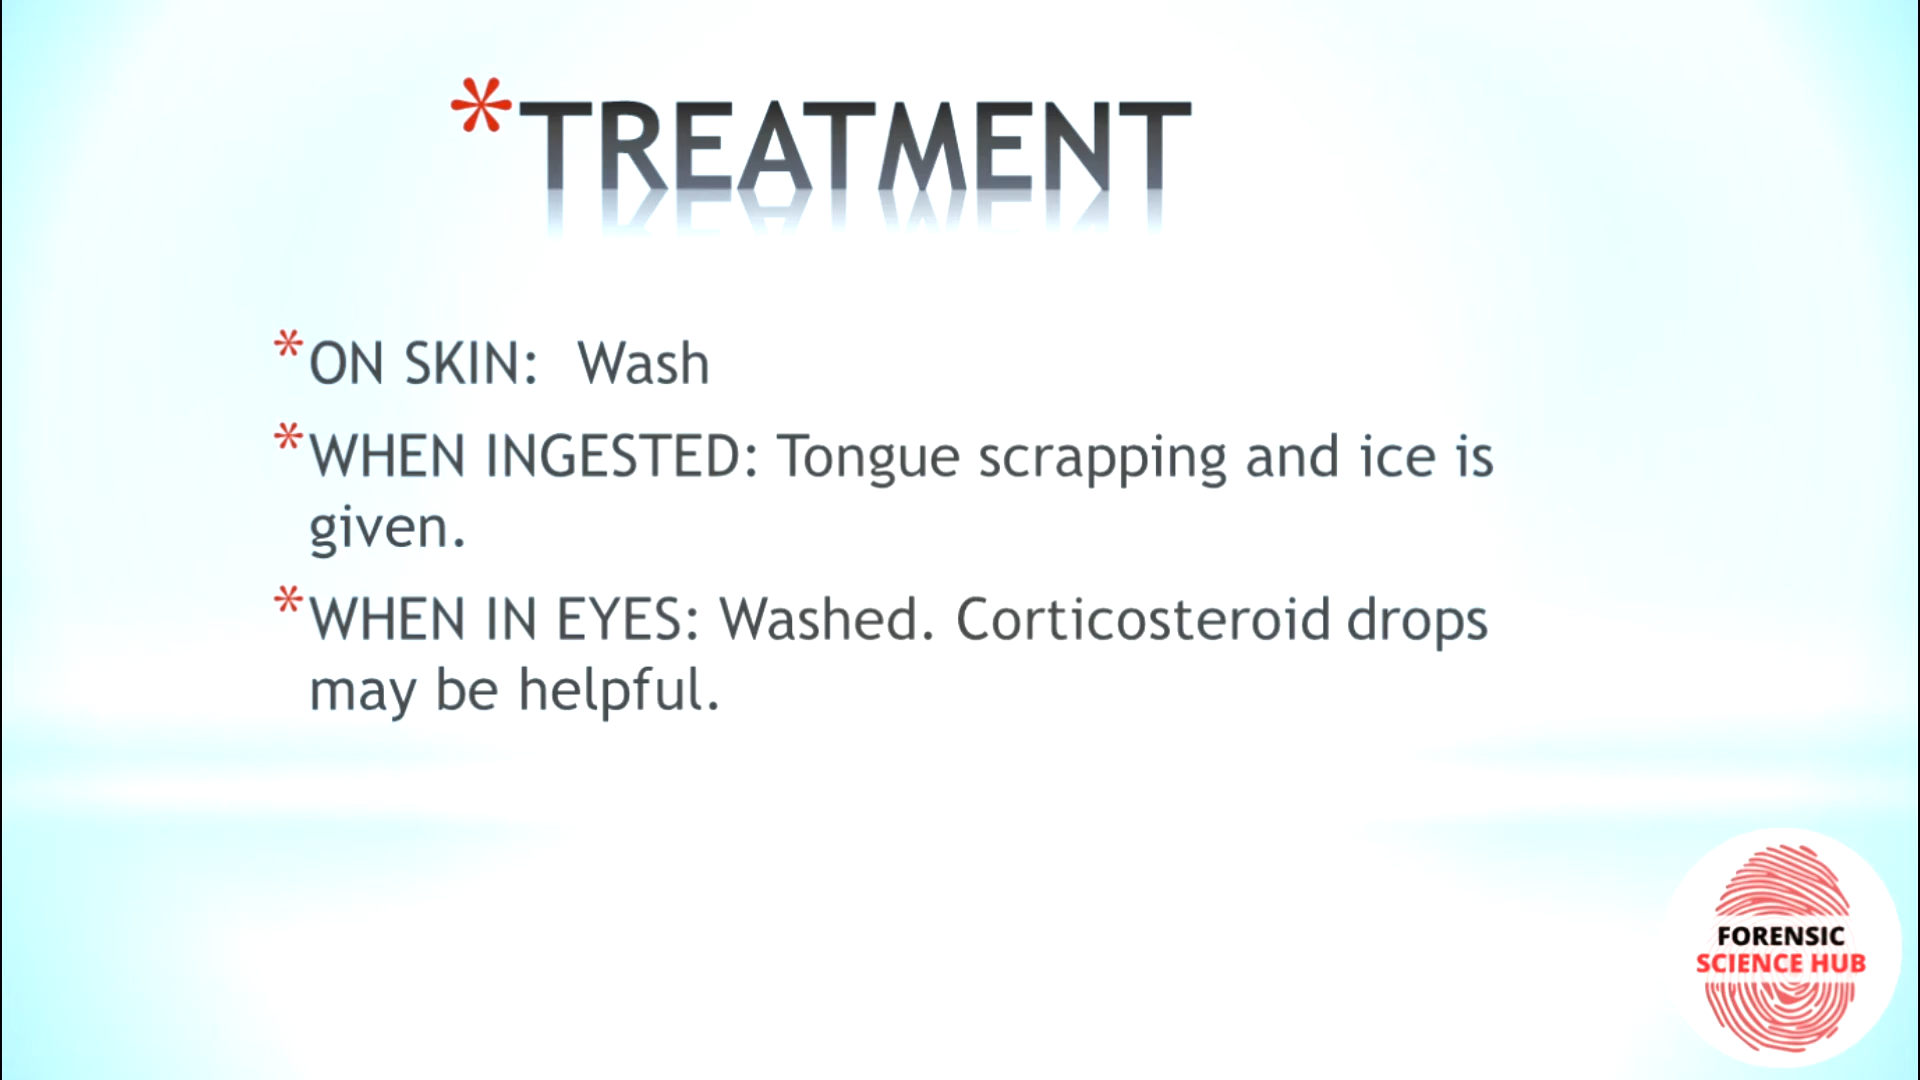 *TREATMENT
*ON SKIN:  Wash
*WHEN INGESTED: Tongue scrapping and ice is
given.
*WHEN IN EYES: Washed. Corticosteroid drops
may be helpful.
FORENSIC
SCIENCE HUB